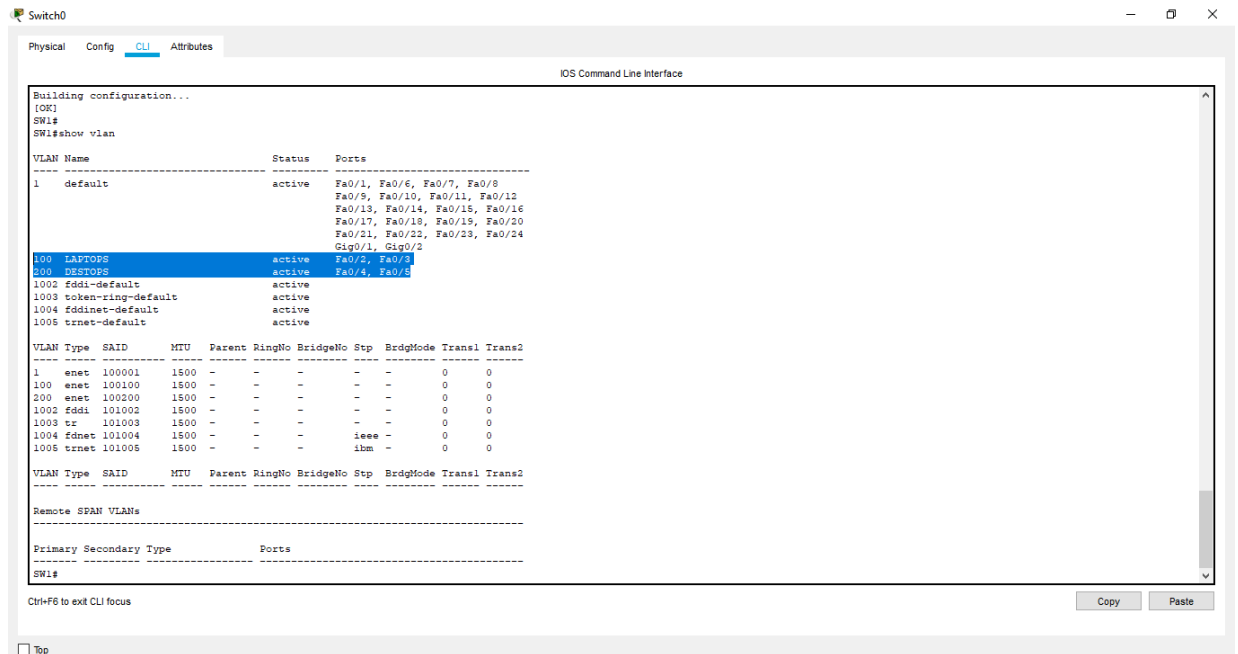 Switch0
Physical Config CLI Attributes
IOS Command Line Interface
Building configuration...
[OK]
SW1#
SW1#show vlan
VLAN Name                             Status    Ports
---- -------------------------------- --------- -------------------------------
1    default                          active    Fa0/1, Fa0/6, Fa0/7, Fa0/8
                                                Fa0/9, Fa0/10, Fa0/11, Fa0/12
                                                Fa0/13, Fa0/14, Fa0/15, Fa0/16
                                                Fa0/17, Fa0/18, Fa0/19, Fa0/20
                                                Fa0/21, Fa0/22, Fa0/23, Fa0/24
                                                Gig0/1, Gig0/2
100  LAPTOPS                          active    Fa0/2, Fa0/3
200  DESTOPS                          active    Fa0/4, Fa0/5
1002 fddi-default                     active
1003 token-ring-default               active
1004 fddinet-default                  active
1005 trnet-default                    active
VLAN Type  SAID       MTU   Parent RingNo BridgeNo Stp  BrdgMode Trans1 Trans2
---- ----- ---------- ----- ------ ------ -------- ---- -------- ------ ------
1    enet  100001     1500  -      -      -        -    -        0      0
100  enet  100100     1500  -      -      -        -    -        0      0
200  enet  100200     1500  -      -      -        -    -        0      0
1002 fddi  101002     1500  -      -      -        -    -        0      0
1003 tr    101003     1500  -      -      -        -    -        0      0
1004 fdnet 101004     1500  -      -      -        ieee -        0      0
1005 trnet 101005     1500  -      -      -        ibm  -        0      0
VLAN Type  SAID       MTU   Parent RingNo BridgeNo Stp  BrdgMode Trans1 Trans2
---- ----- ---------- ----- ------ ------ -------- ---- -------- ------ ------
Remote SPAN VLANs
------------------------------------------------------------------------------
Primary Secondary Type              Ports
------- --------- ----------------- ------------------------------------------
SW1#
Ctrl+F6 to exit CLI focus
Copy Paste
Top